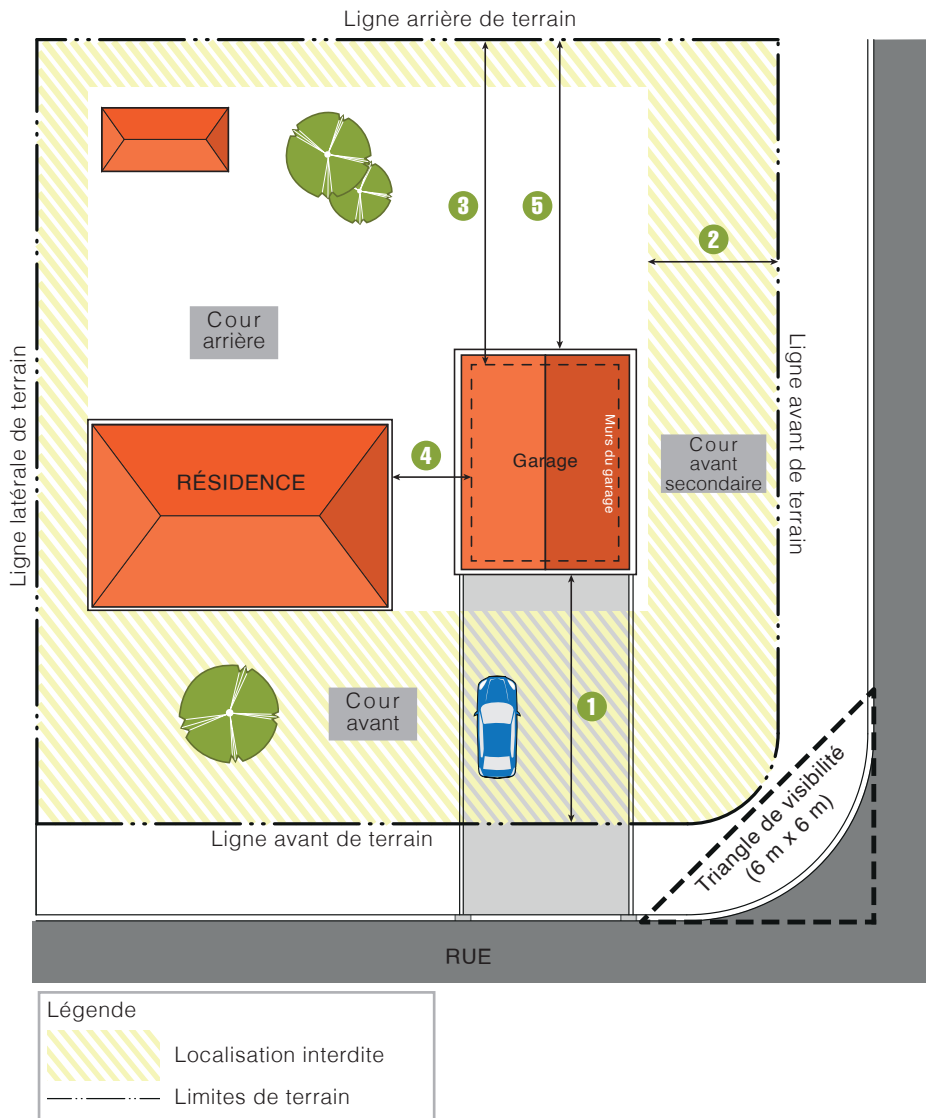 Ligne arrière de terrain
3
5
2
Cour
arrière
Ligne latérale de terrain
Ligne avant de terrain
4
RÉSIDENCE
Garage
Murs du garage
Cour
avant
secondaire
Cour
avant
1
Ligne avant de terrain
Triangle de visibilité
(6 m x 6 m)
RUE
Légende
Localisation interdite
Limites de terrain